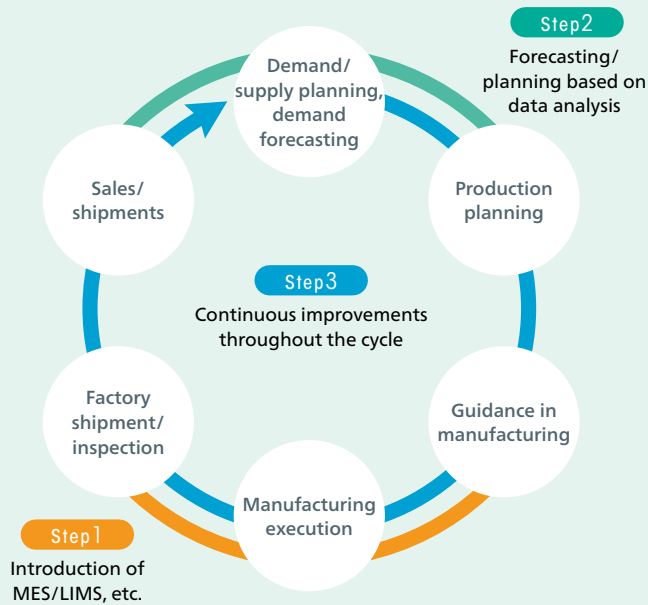 Step2
Forecasting/
planning based on
data analysis
Demand/
supply planning,
demand
forecasting
Production
planning
Sales/
shipments
Step3
Continuous improvements
throughout the cycle
Guidance in
manufacturing
Factory
shipment/
inspection
Manufacturing
execution
Step1
Introduction of
MES/LIMS, etc.